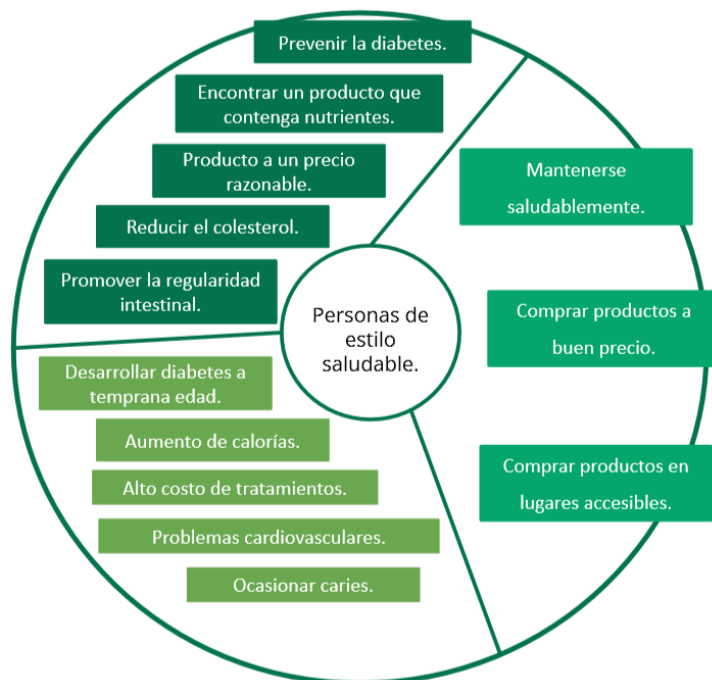 Prevenir la diabetes.
Encontrar un producto que
contenga nutrientes.
Producto a un precio
razonable.
Reducir el colesterol.
Promover la regularidad
intestinal.
Mantenerse
saludablemente.
Comprar productos a
buen precio.
Comprar productos en
lugares accesibles.
Personas de
estilo
saludable.
Desarrollar diabetes a
temprana edad.
Aumento de calorías.
Alto costo de tratamientos.
Problemas cardiovasculares.
Ocasionar caries.